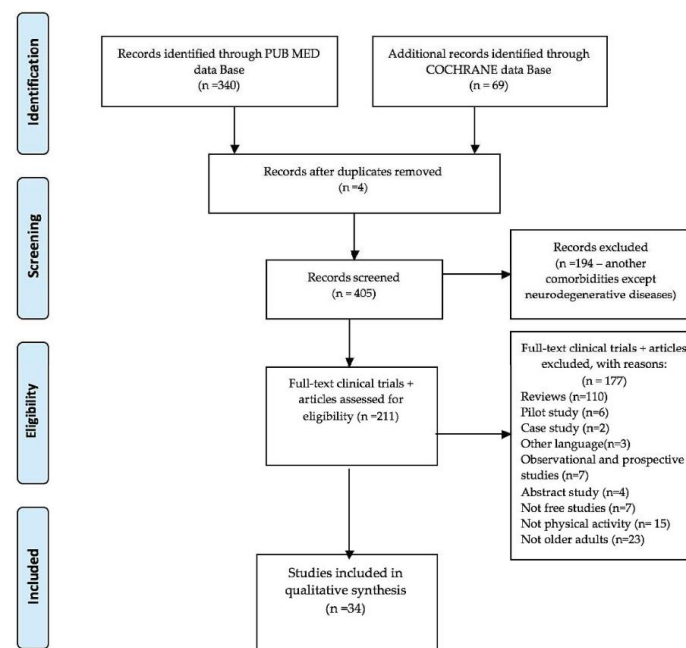 Identification
Records identified through PUB MED
data Base
(n =340)
Additional records identified through
COCHRANE data Base
(n = 69)
Records after duplicates removed
(n =4)
Screening
Records screened
(n = 405)
Records excluded
(n =194 – another
comorbidities except
neurodegenerative diseases)
Eligibility
Full-text clinical trials +
articles assessed for
eligibility (n =211)
Full-text clinical trials + articles
excluded, with reasons:
(n = 177)
Reviews (n=110)
Pilot study (n=6)
Case study (n=2)
Other language(n=3)
Observational and prospective
studies (n=7)
Abstract study (n=4)
Not free studies (n=7)
Not physical activity (n= 15)
Not older adults (n=23)
Included
Studies included in
qualitative synthesis
(n =34)